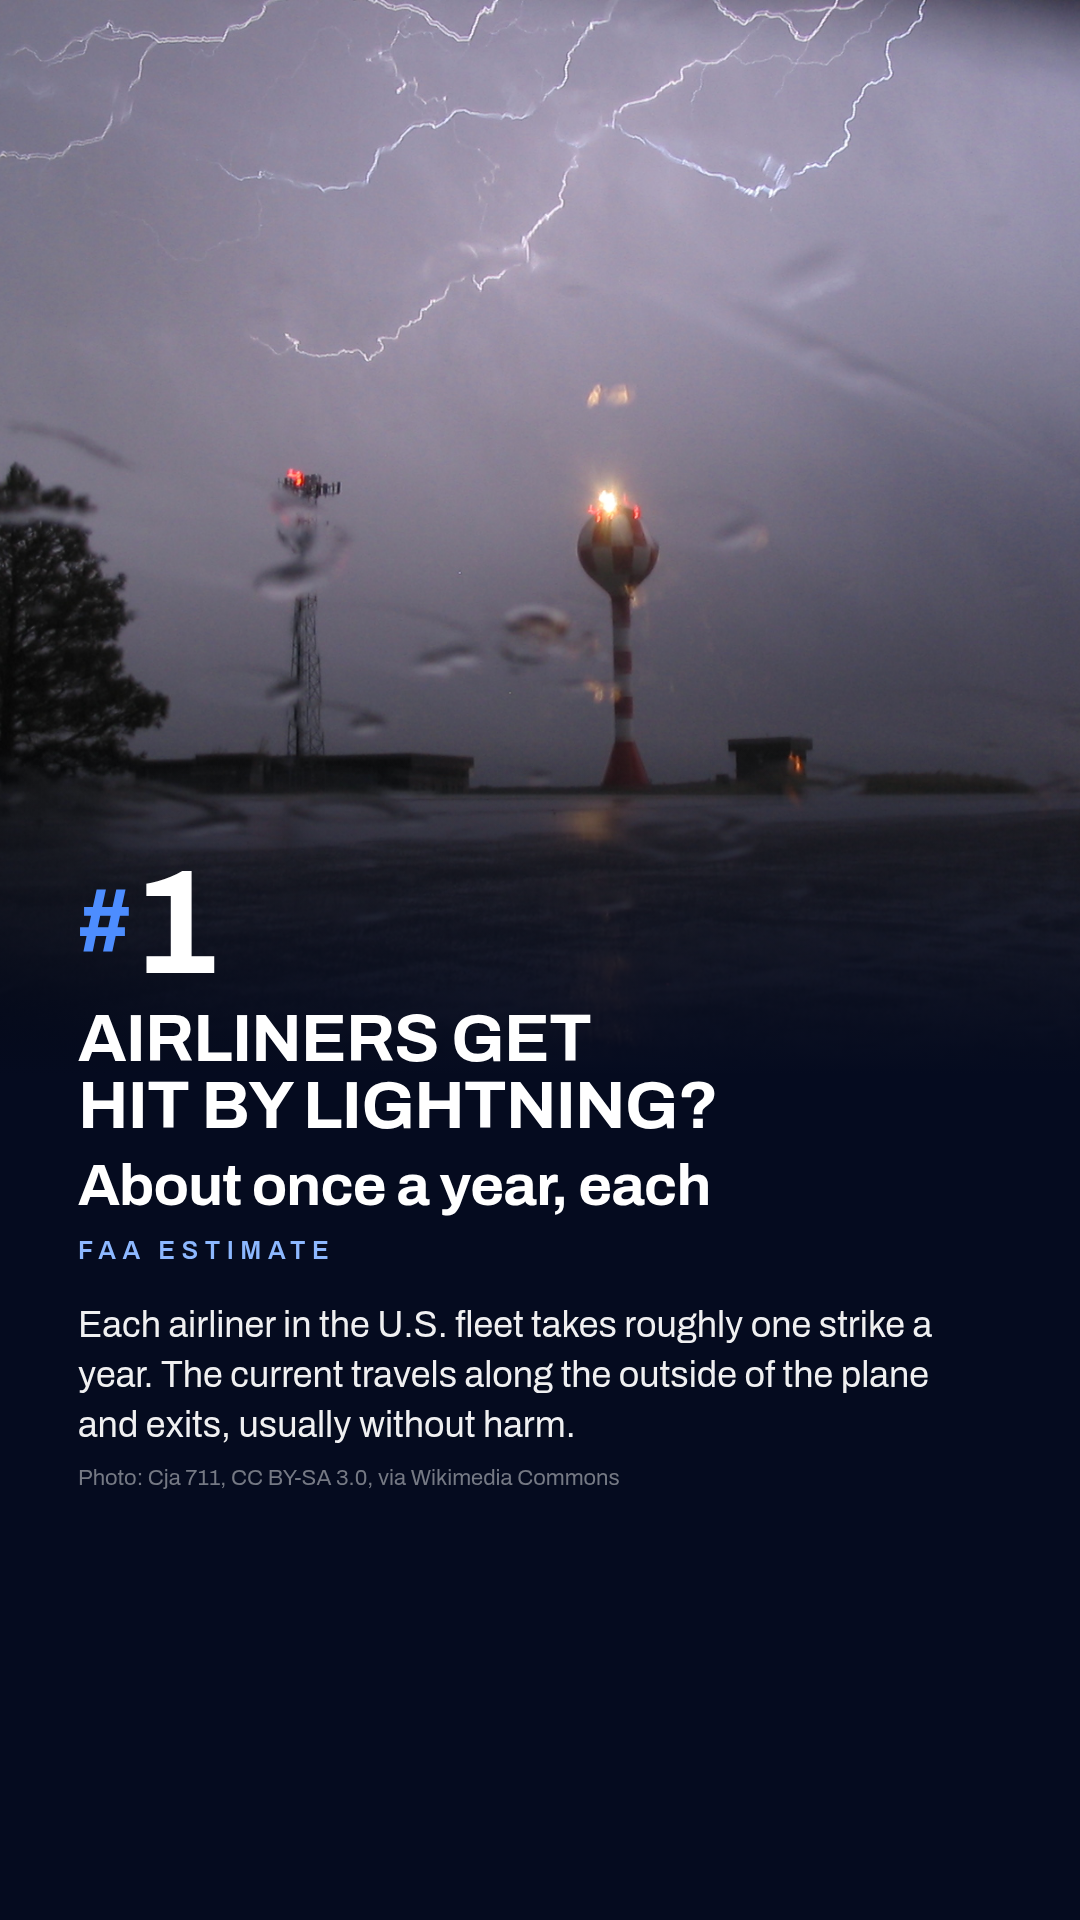 #1
AIRLINERS GET
HIT BY LIGHTNING?
About once a year, each
FAA ESTIMATE
Each airliner in the U.S. fleet takes roughly one strike a
year. The current travels along the outside of the plane
and exits, usually without harm.
Photo: Cja 711, CC BY-SA 3.0, via Wikimedia Commons